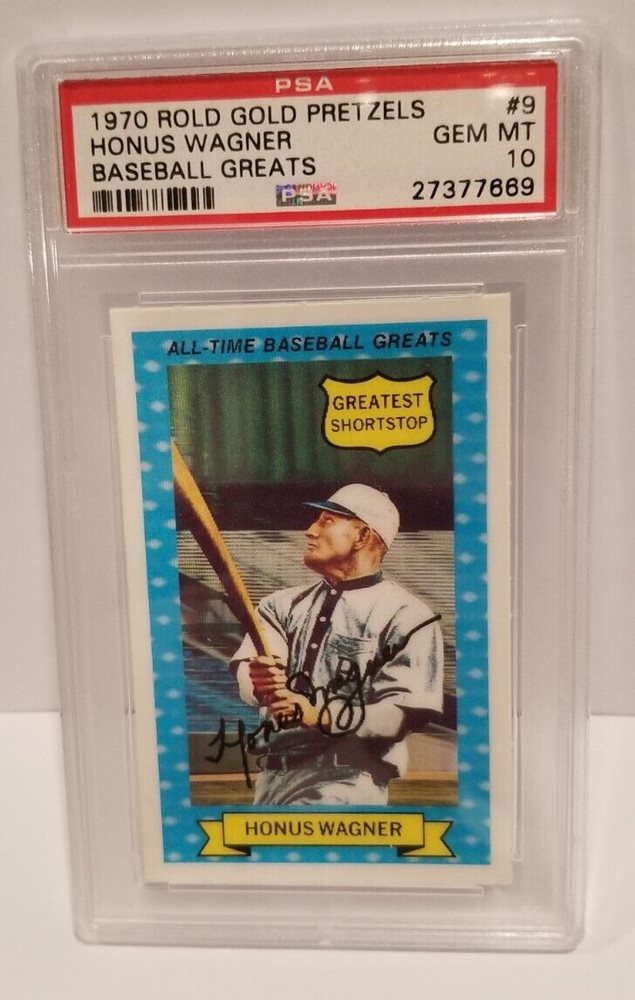 PSA
1970 ROLD GOLD PRETZELS #9
HONUS WAGNER GEM MT
BASEBALL GREATS 10
PSA 27377669
ALL-TIME BASEBALL GREATS
GREATEST
SHORTSTOP
Honus Wagner
HONUS WAGNER